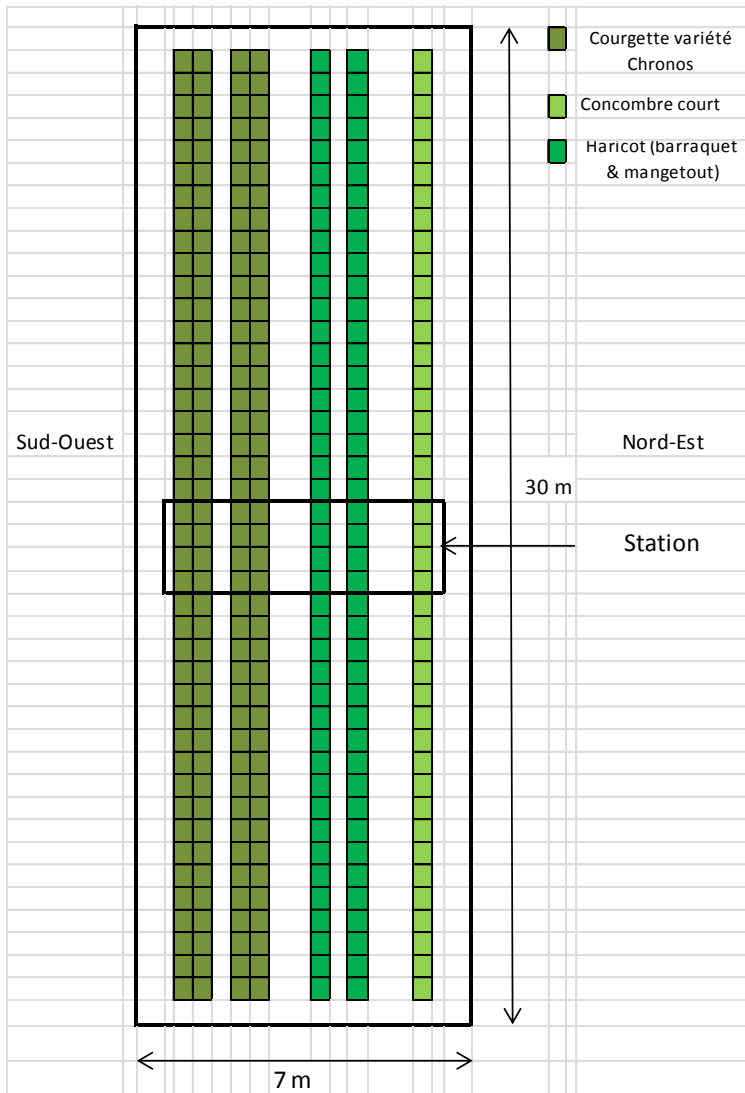 Courgette variété
Chronos
Concombre court
Haricot (barraquet
& mangetout)
Sud-Ouest
Nord-Est
30 m
Station
7 m